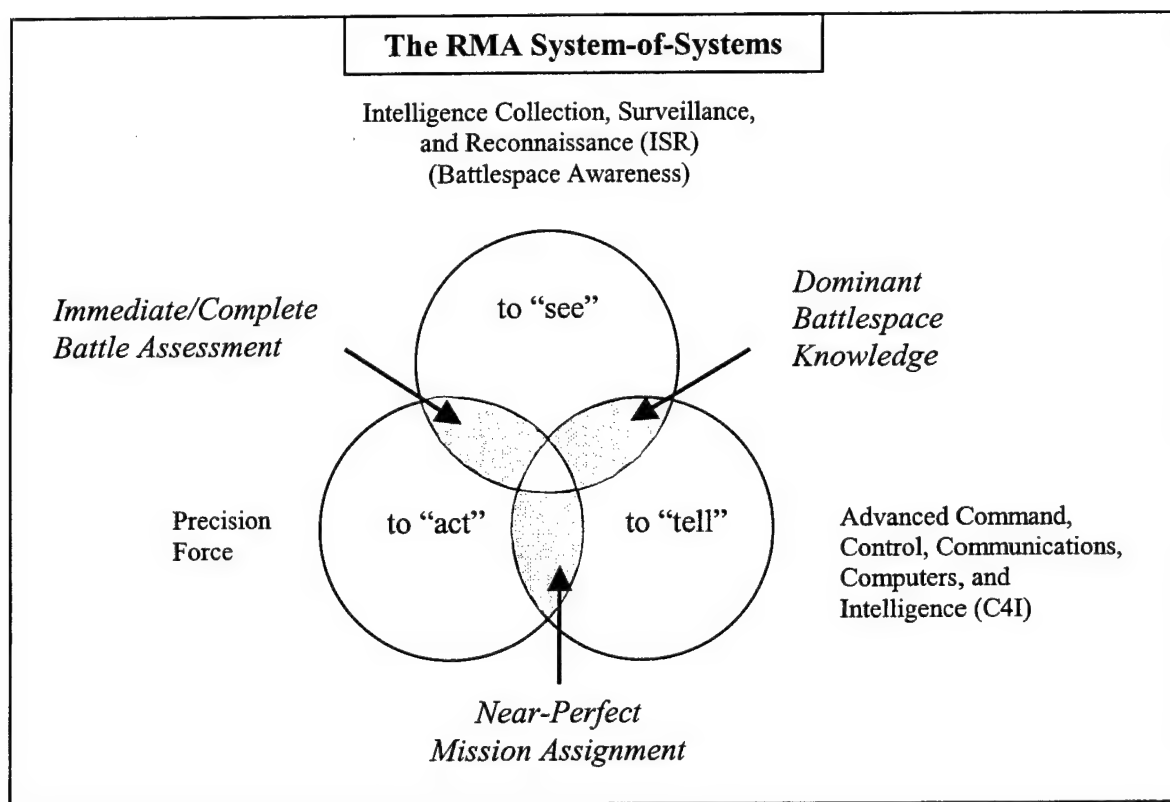 The RMA System-of-Systems
Intelligence Collection, Surveillance,
and Reconnaissance (ISR)
(Battlespace Awareness)
to “see”
Immediate/Complete
Battle Assessment
Dominant
Battlespace
Knowledge
Precision
Force
to “act”
to “tell”
Advanced Command,
Control, Communications,
Computers, and
Intelligence (C4I)
Near-Perfect
Mission Assignment